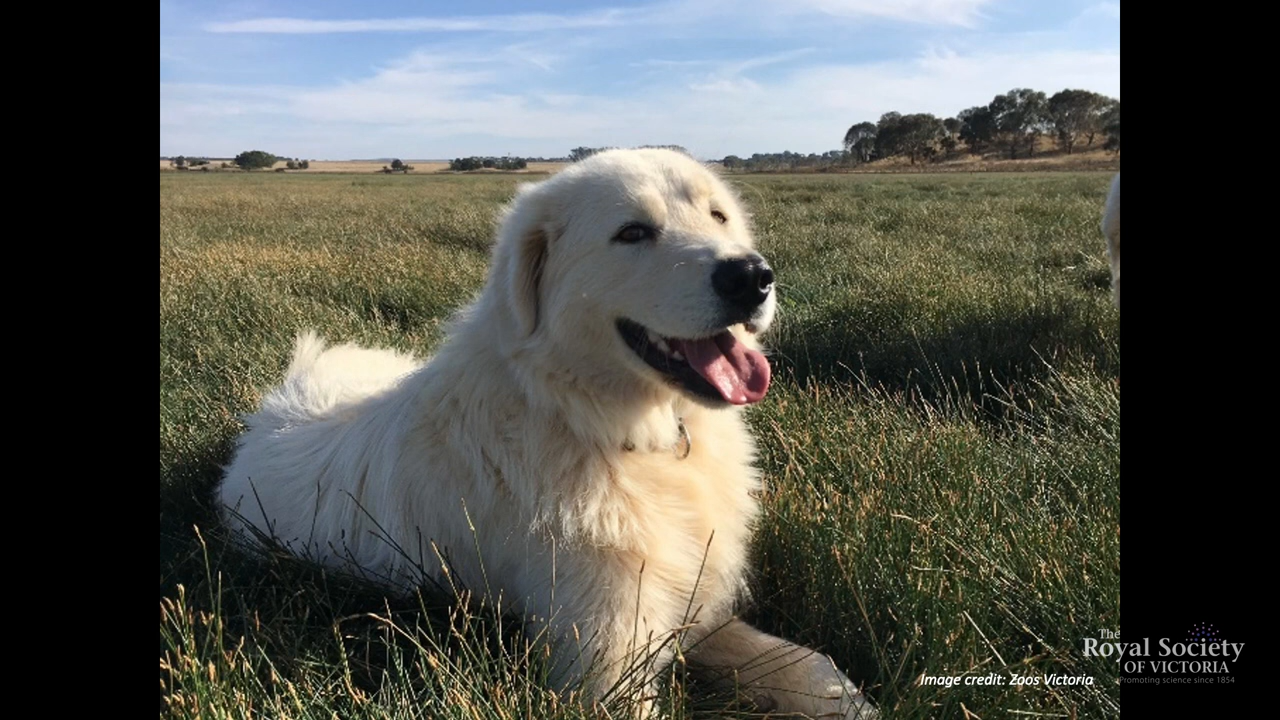 The
Royal Society
OF VICTORIA
Promoting science since 1854
Image credit: Zoos Victoria